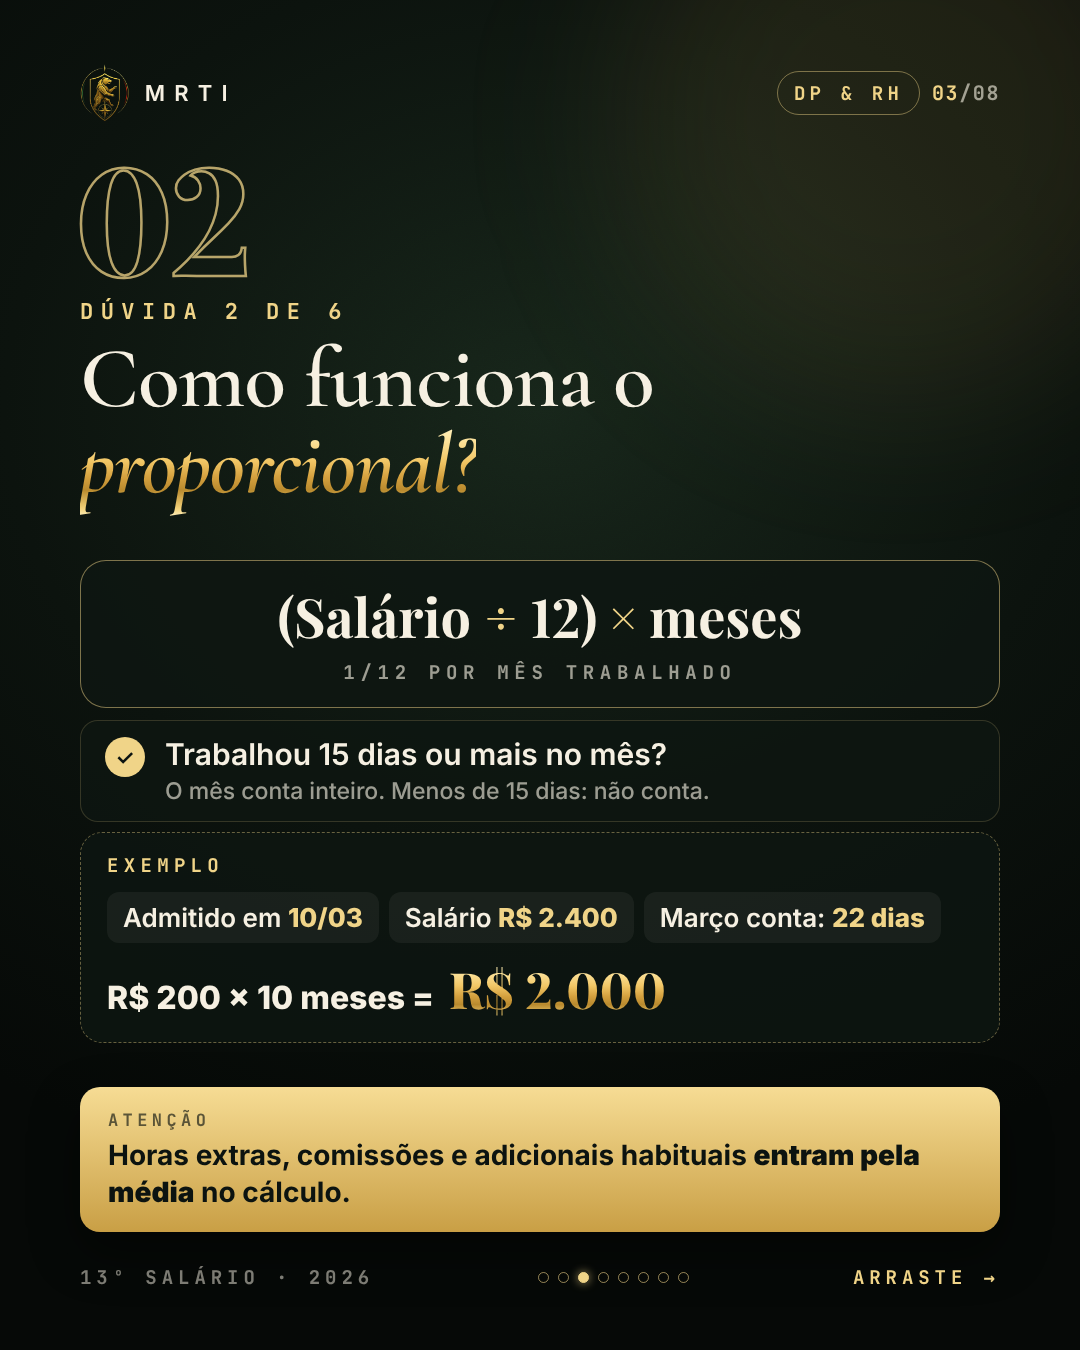 MRTI
DP & RH 03/08
02
DÚVIDA 2 DE 6
Como funciona o
proporcional?
(Salário ÷ 12) × meses
1/12 POR MÊS TRABALHADO
Trabalhou 15 dias ou mais no mês?
O mês conta inteiro. Menos de 15 dias: não conta.
EXEMPLO
Admitido em 10/03 Salário R$ 2.400 Março conta: 22 dias
R$ 200 × 10 meses = R$ 2.000
ATENÇÃO
Horas extras, comissões e adicionais habituais entram pela
média no cálculo.
13° SALÁRIO · 2026 ARRASTE →